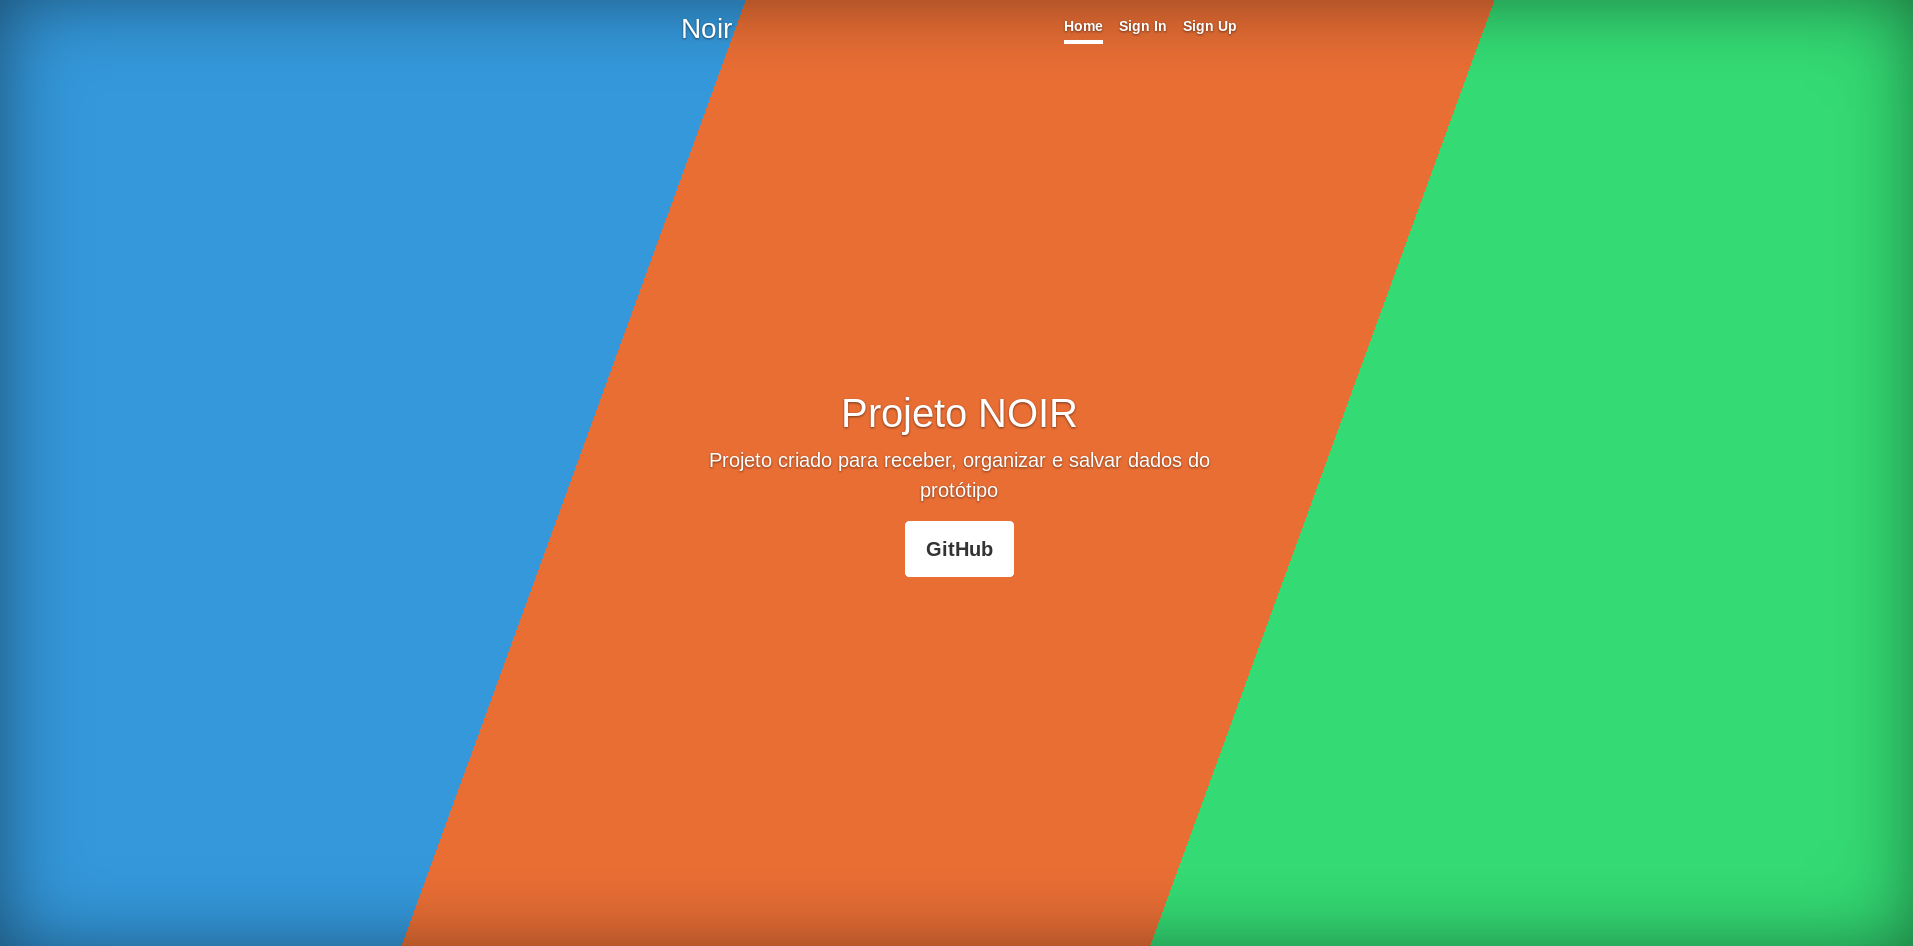 Noir
Home Sign In Sign Up
Projeto NOIR
Projeto criado para receber, organizar e salvar dados do
protótipo
GitHub